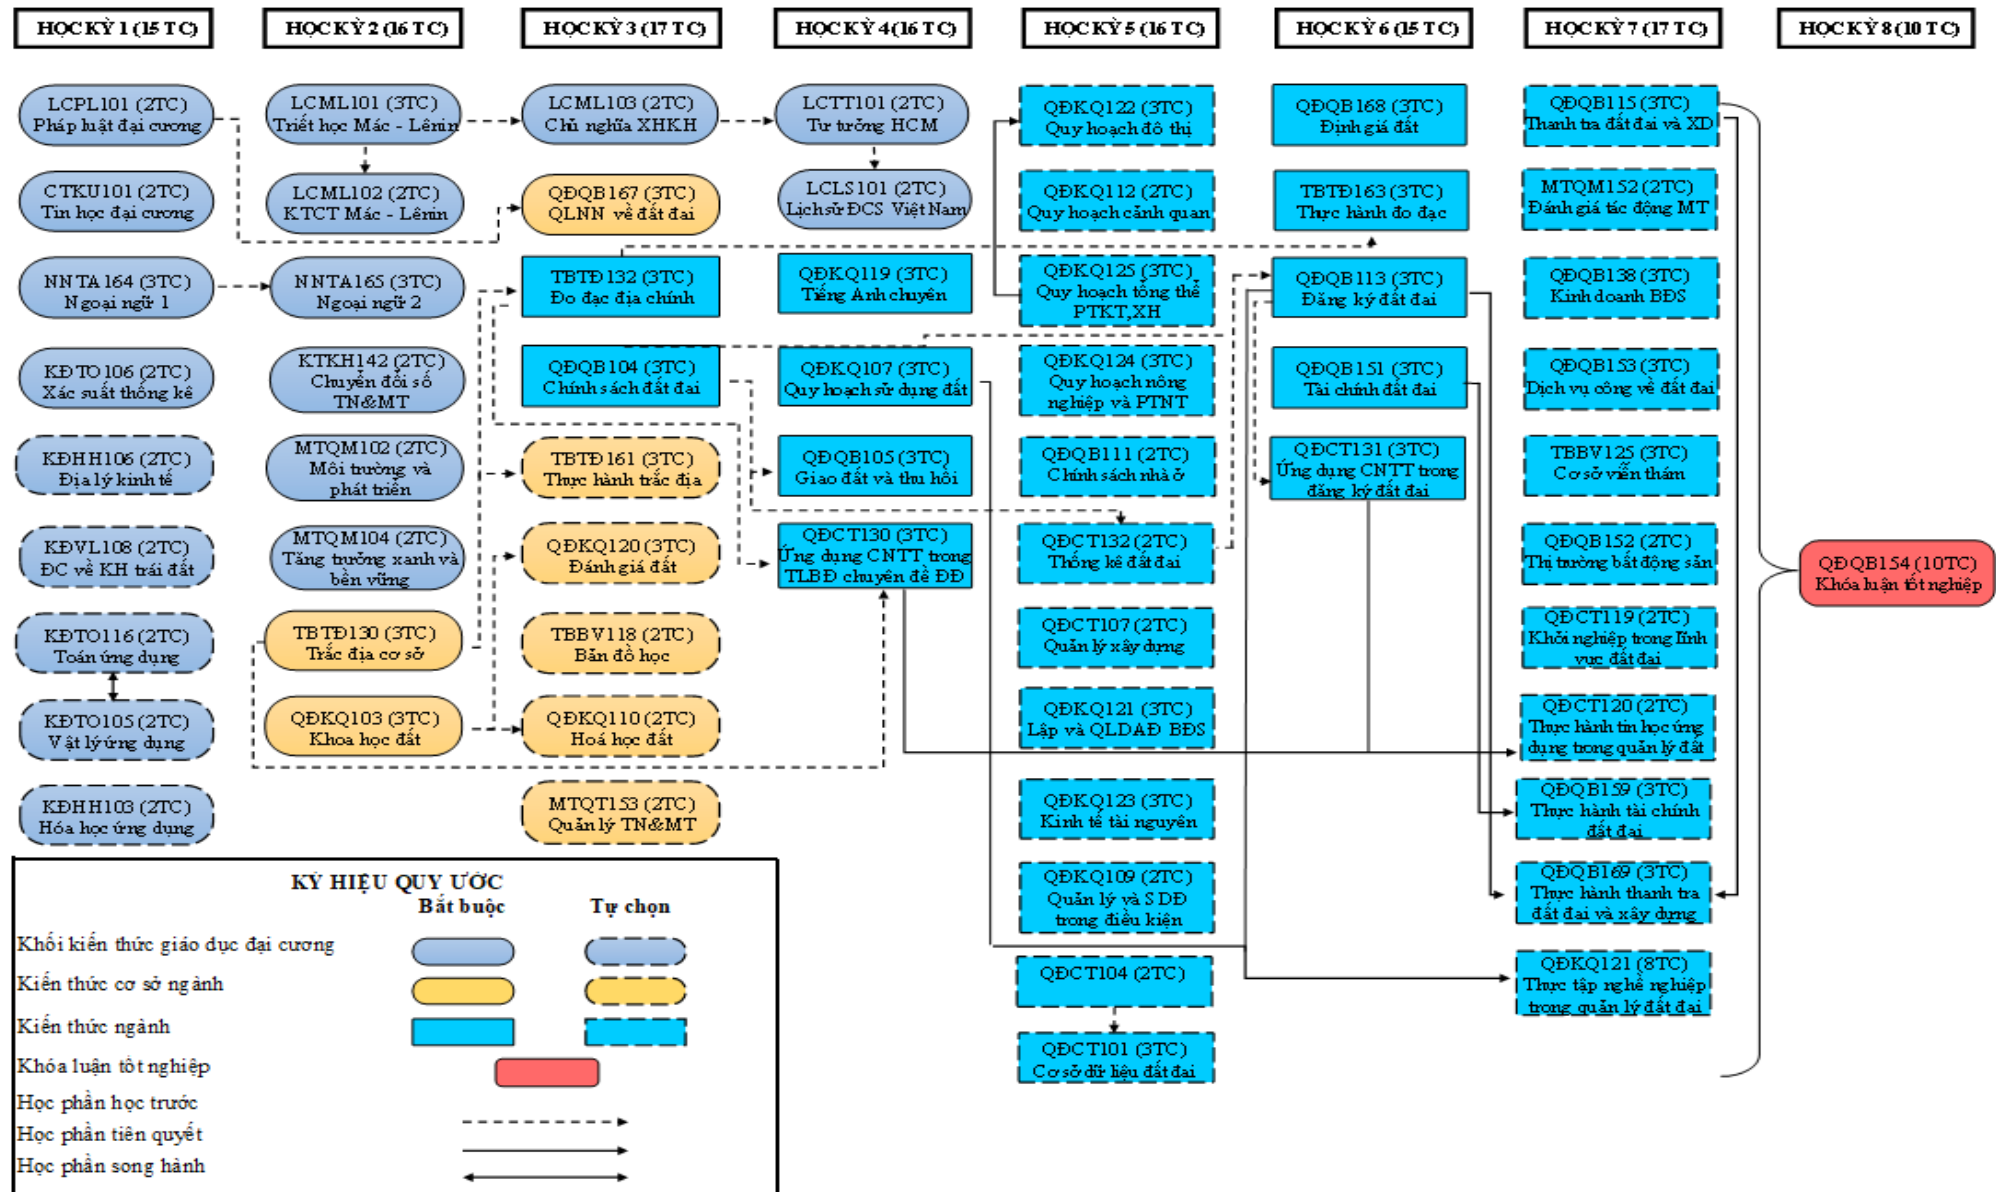 HỌC KỲ 1 (15 TC)
HỌC KỲ 2 (16 TC)
HỌC KỲ 3 (17 TC)
HỌC KỲ 4 (16 TC)
HỌC KỲ 5 (16 TC)
HỌC KỲ 6 (15 TC)
HỌC KỲ 7 (17 TC)
HỌC KỲ 8 (10 TC)
LCPL101 (2TC)
Pháp luật đại cương
CTKU101 (2TC)
Tin học đại cương
NNTA164 (3TC)
Ngoại ngữ 1
KĐTO106 (2TC)
Xác suất thống kê
KĐHH106 (2TC)
Địa lý kinh tế
KĐVL108 (2TC)
ĐC về KH trái đất
KĐTO116 (2TC)
Toán ứng dụng
KĐTO105 (2TC)
Vật lý ứng dụng
KĐHH103 (2TC)
Hóa học ứng dụng
LCML101 (3TC)
Triết học Mác - Lênin
LCML102 (2TC)
KTCT Mác - Lênin
NNTA165 (3TC)
Ngoại ngữ 2
KTKH142 (2TC)
Chuyển đổi số
TN&MT
MTQM102 (2TC)
Môi trường và
phát triển
MTQM104 (2TC)
Tăng trưởng xanh và
bền vững
TBTĐ130 (3TC)
Trắc địa cơ sở
QĐKQ103 (3TC)
Khoa học đất
LCML103 (2TC)
Chủ nghĩa XHKH
QĐQB167 (3TC)
QLNN về đất đai
TBTĐ132 (3TC)
Đo đạc địa chính
QĐQB104 (3TC)
Chính sách đất đai
TBTĐ161 (3TC)
Thực hành trắc địa
QĐKQ120 (3TC)
Đánh giá đất
TBBV118 (2TC)
Bản đồ học
QĐKQ110 (2TC)
Hoá học đất
MTQT153 (2TC)
Quản lý TN&MT
LCTT101 (2TC)
Tư tưởng HCM
LCLS101 (2TC)
Lịch sử ĐCS Việt Nam
QĐKQ119 (3TC)
Tiếng Anh chuyên
QĐKQ107 (3TC)
Quy hoạch sử dụng đất
QĐQB105 (3TC)
Giao đất và thu hồi
QĐCT130 (3TC)
Ứng dụng CNTT trong
TLBĐ chuyên đề ĐĐ
QĐKQ122 (3TC)
Quy hoạch đô thị
QĐKQ112 (2TC)
Quy hoạch cảnh quan
QĐKQ125 (3TC)
Quy hoạch tổng thể
PTKT,XH
QĐKQ124 (3TC)
Quy hoạch nông
nghiệp và PTNT
QĐQB111 (2TC)
Chính sách nhà ở
QĐCT132 (2TC)
Thống kê đất đai
QĐCT107 (2TC)
Quản lý xây dựng
QĐKQ121 (3TC)
Lập và QLDAĐ BĐS
QĐKQ123 (3TC)
Kinh tế tài nguyên
QĐKQ109 (2TC)
Quản lý và SDĐ
trong điều kiện
QĐCT104 (2TC)
QĐCT101 (3TC)
Cơ sở dữ liệu đất đai
QĐQB168 (3TC)
Định giá đất
TBTĐ163 (3TC)
Thực hành đo đạc
QĐQB113 (3TC)
Đăng ký đất đai
QĐQB151 (3TC)
Tài chính đất đai
QĐCT131 (3TC)
Ứng dụng CNTT trong
đăng ký đất đai
QĐQB115 (3TC)
Thanh tra đất đai và XD
MTQM152 (2TC)
Đánh giá tác động MT
QĐQB138 (3TC)
Kinh doanh BĐS
QĐQB153 (3TC)
Dịch vụ công về đất đai
TBBV125 (3TC)
Cơ sở viễn thám
QĐQB152 (2TC)
Thị trường bất động sản
QĐCT119 (2TC)
Khởi nghiệp trong lĩnh
vực đất đai
QĐCT120 (2TC)
Thực hành tin học ứng
dụng trong quản lý đất
QĐQB159 (3TC)
Thực hành tài chính
đất đai
QĐQB169 (3TC)
Thực hành thanh tra
đất đai và xây dựng
QĐKQ121 (8TC)
Thực tập nghề nghiệp
trong quản lý đất đai
QĐQB154 (10TC)
Khóa luận tốt nghiệp
KÝ HIỆU QUY ƯỚC
Bắt buộc
Tự chọn
Khối kiến thức giáo dục đại cương
Kiến thức cơ sở ngành
Kiến thức ngành
Khóa luận tốt nghiệp
Học phần học trước
Học phần tiên quyết
Học phần song hành